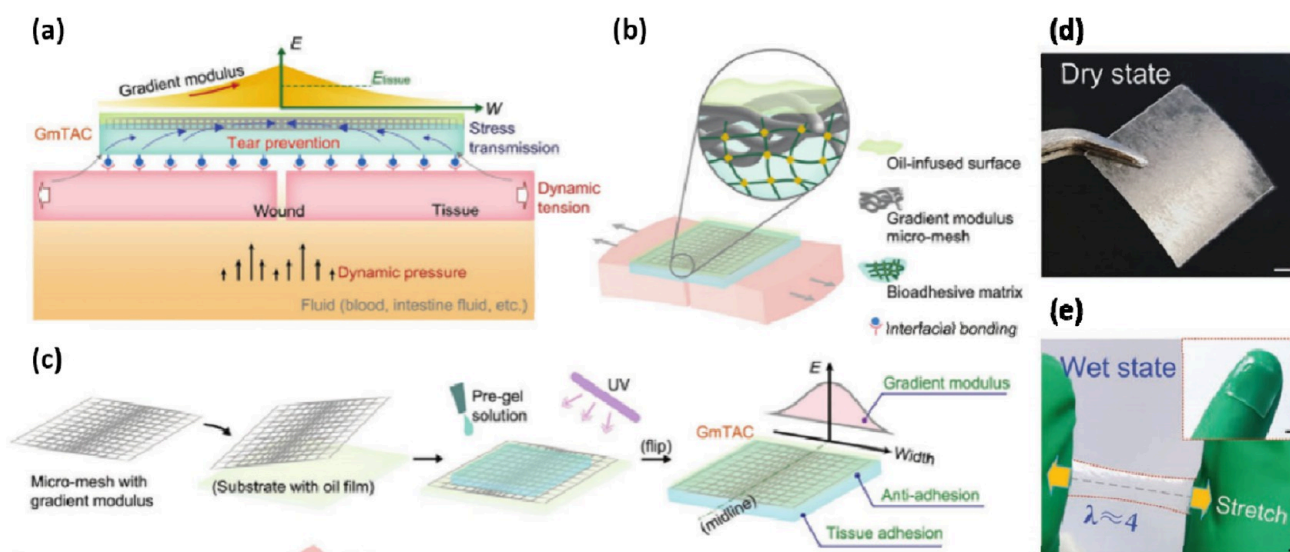 (a)
E
Gradient modulus
E_tissue
W
GmTAC
Stress
transmission
Tear prevention
Dynamic
tension
Wound
Tissue
Dynamic pressure
Fluid (blood, intestine fluid, etc.)
(b)
Oil-infused surface
Gradient modulus
micro-mesh
Bioadhesive matrix
Interfacial bonding
(c)
Micro-mesh with
gradient modulus
(Substrate with oil film)
Pre-gel
solution
UV
(flip)
E
Gradient modulus
GmTAC
Width
Anti-adhesion
(midline)
Tissue adhesion
(d)
Dry state
(e)
Wet state
Stretch
λ≈4